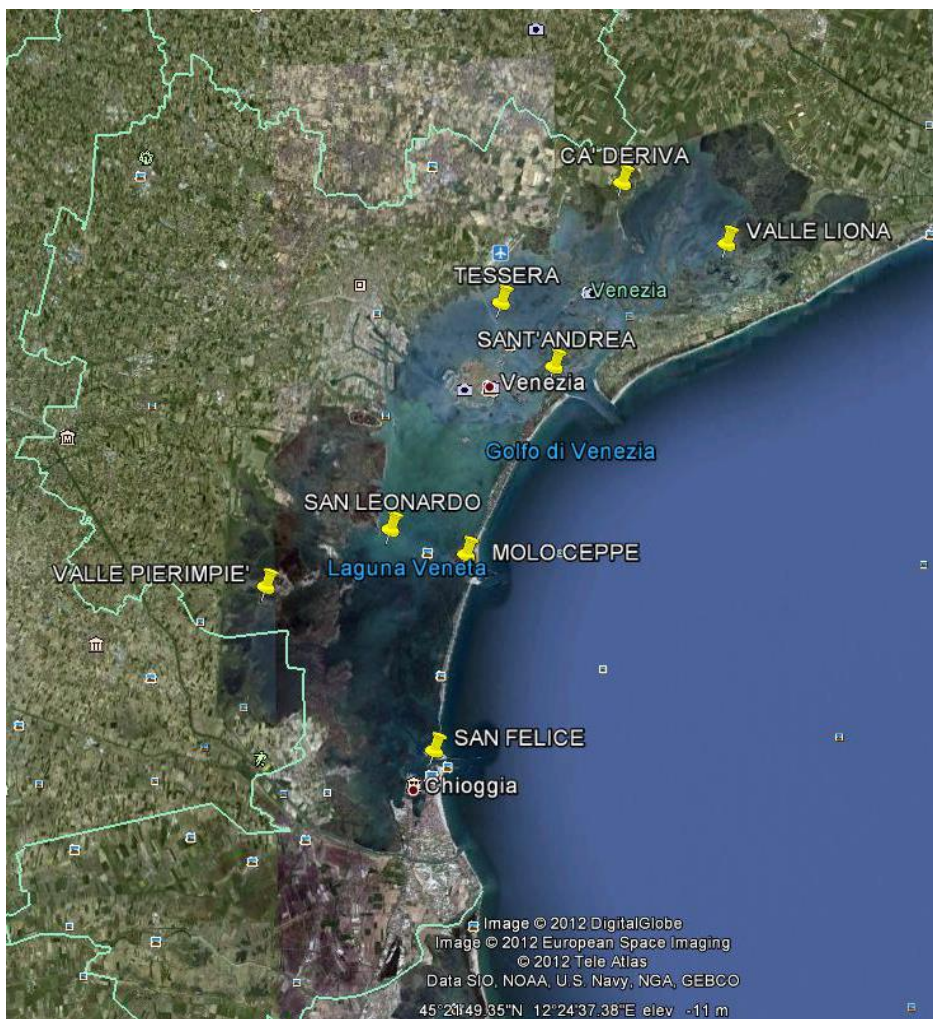 CA' DERIVA
VALLE LIONA
TESSERA
Venezia
SANT'ANDREA
Venezia
Golfo di Venezia
SAN LEONARDO
MOLO CEPPE
Laguna Veneta
VALLE PIERIMPIE'
SAN FELICE
Chioggia
Image © 2012 DigitalGlobe
Image © 2012 European Space Imaging
© 2012 Tele Atlas
Data SIO, NOAA, U.S. Navy, NGA, GEBCO
45°21'49.35"N 12°24'37.38"E elev -11 m